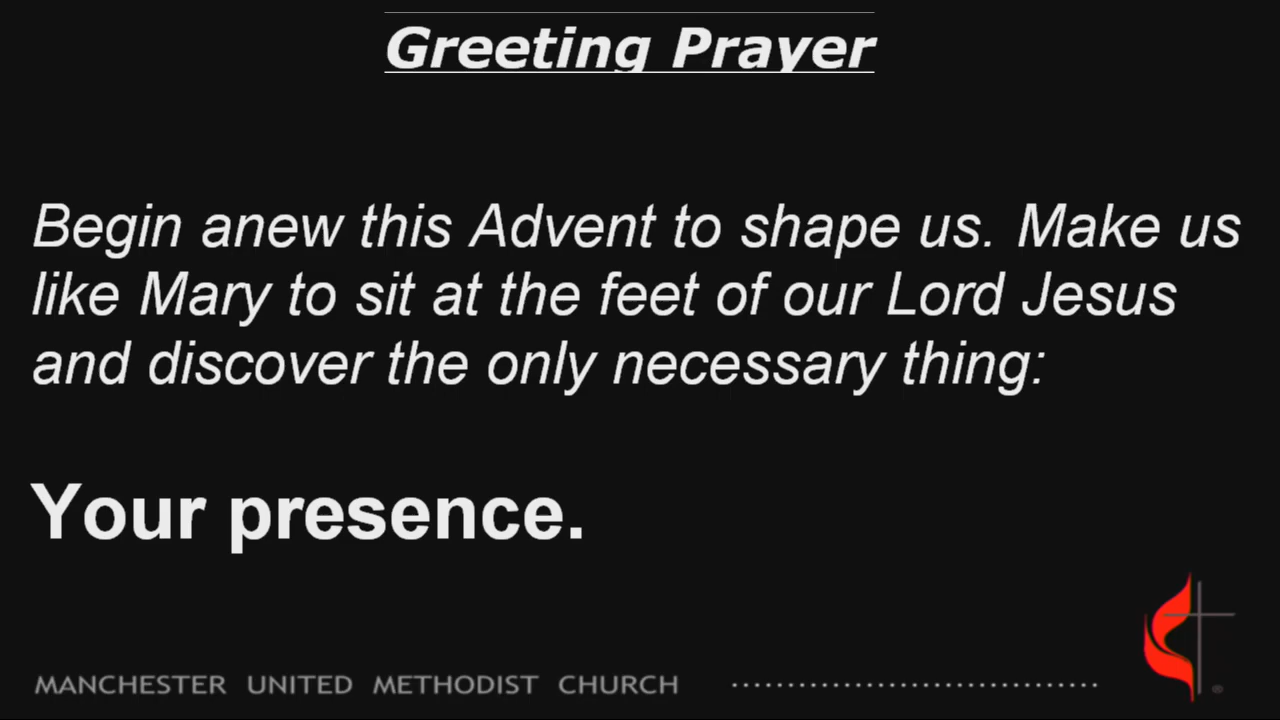 Greeting Prayer
Begin anew this Advent to shape us. Make us
like Mary to sit at the feet of our Lord Jesus
and discover the only necessary thing:
Your presence.
MANCHESTER UNITED METHODIST CHURCH
®